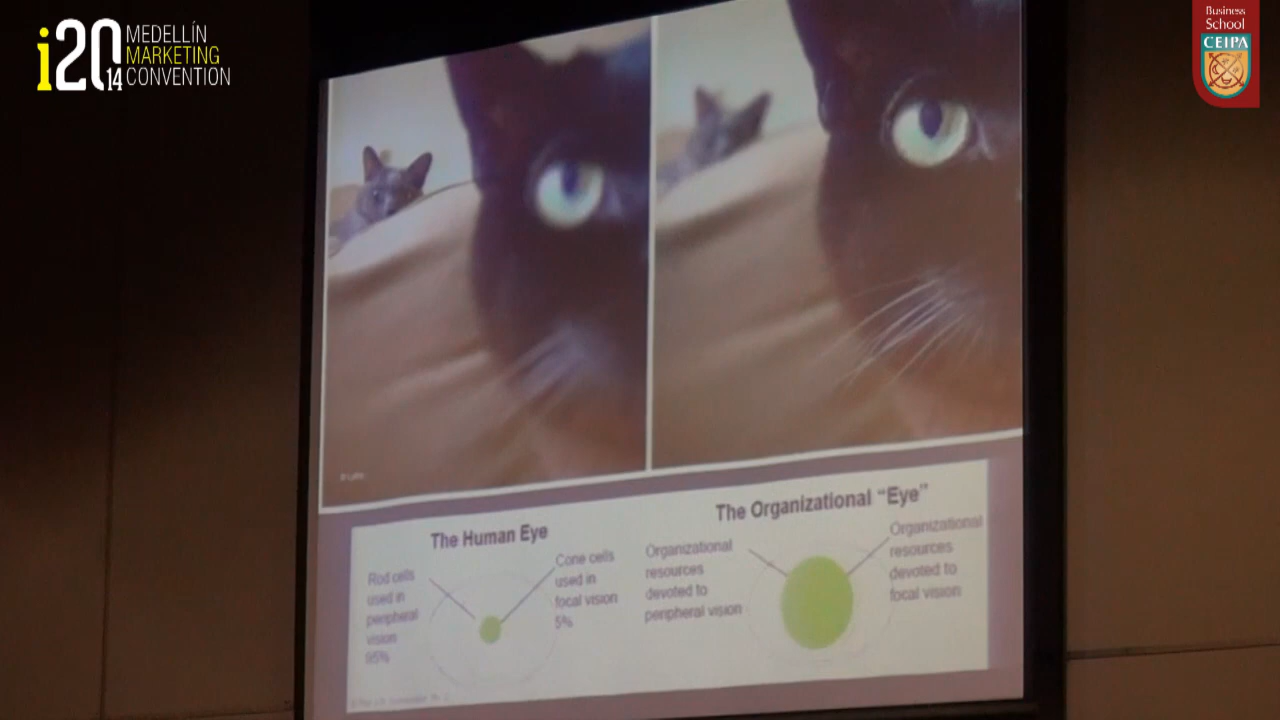 i2014
MEDELLÍN
MARKETING
CONVENTION
Business
School
CEIPA
The Human Eye
Rod cells
used in
peripheral
vision
95%
Cone cells
used in
focal vision
5%
The Organizational “Eye”
Organizational
resources
devoted to
peripheral vision
Organizational
resources
devoted to
focal vision